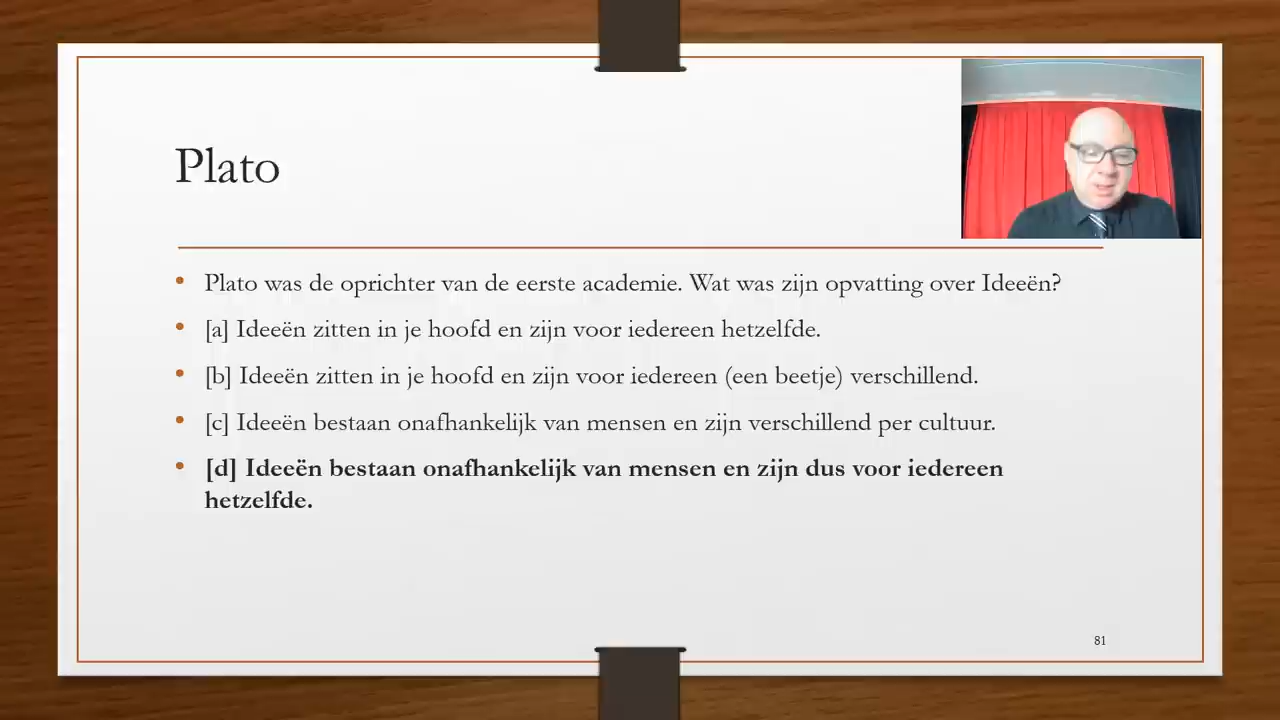 Plato
Plato was de oprichter van de eerste academie. Wat was zijn opvatting over Ideeën?
[a] Ideeën zitten in je hoofd en zijn voor iedereen hetzelfde.
[b] Ideeën zitten in je hoofd en zijn voor iedereen (een beetje) verschillend.
[c] Ideeën bestaan onafhankelijk van mensen en zijn verschillend per cultuur.
[d] Ideeën bestaan onafhankelijk van mensen en zijn dus voor iedereen
hetzelfde.
81